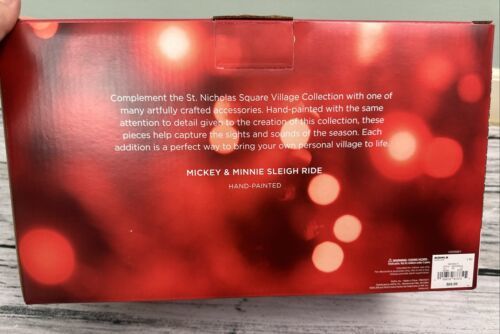 Complement the St. Nicholas Square Village Collection with one of
many artfully crafted accessories. Hand-painted with the same
attention to detail given to the creation of this collection, these
pieces help capture the sights and sounds of the season. Each
addition is a perfect way to bring your own personal village to life.
MICKEY & MINNIE SLEIGH RIDE
HAND-PAINTED
WARNING:
KOHL'S